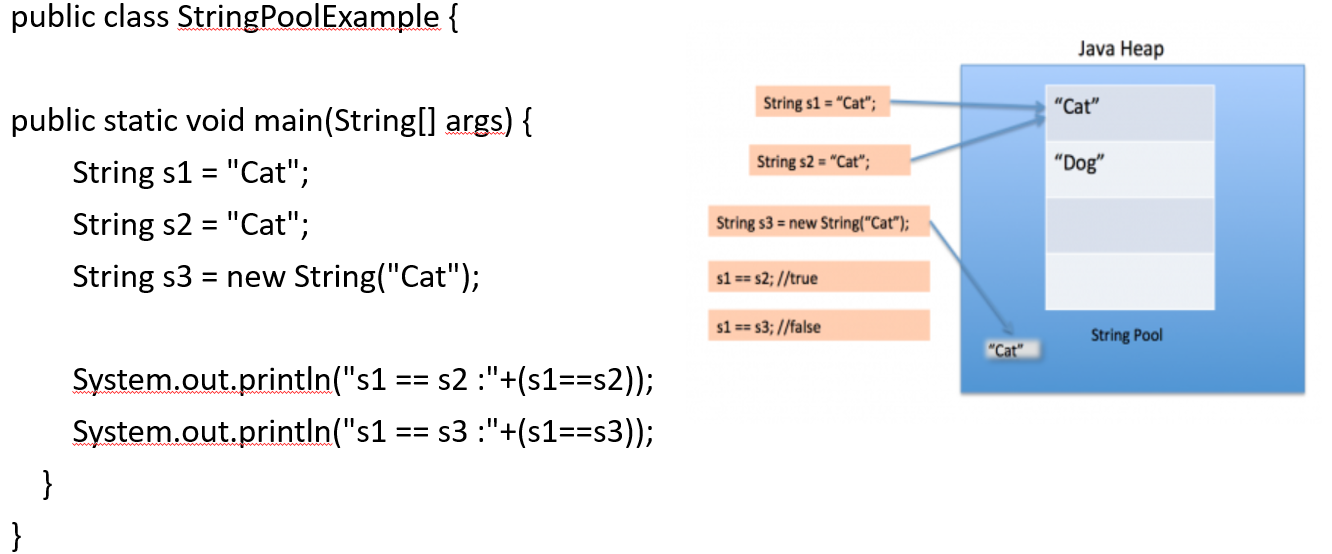 public class StringPoolExample {
public static void main(String[] args) {
String s1 = "Cat";
String s2 = "Cat";
String s3 = new String("Cat");
System.out.println("s1 == s2 :"+(s1==s2));
System.out.println("s1 == s3 :"+(s1==s3));
}
}
Java Heap
String s1 = “Cat”;
“Cat”
String s2 = “Cat”;
“Dog”
String s3 = new String(“Cat”);
s1 == s2; //true
s1 == s3; //false
String Pool
“Cat”